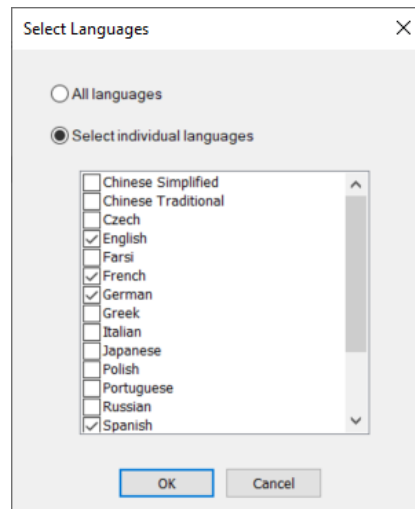 Select Languages
All languages
Select individual languages
Chinese Simplified
Chinese Traditional
Czech
English
Farsi
French
German
Greek
Italian
Japanese
Polish
Portuguese
Russian
Spanish
OK
Cancel